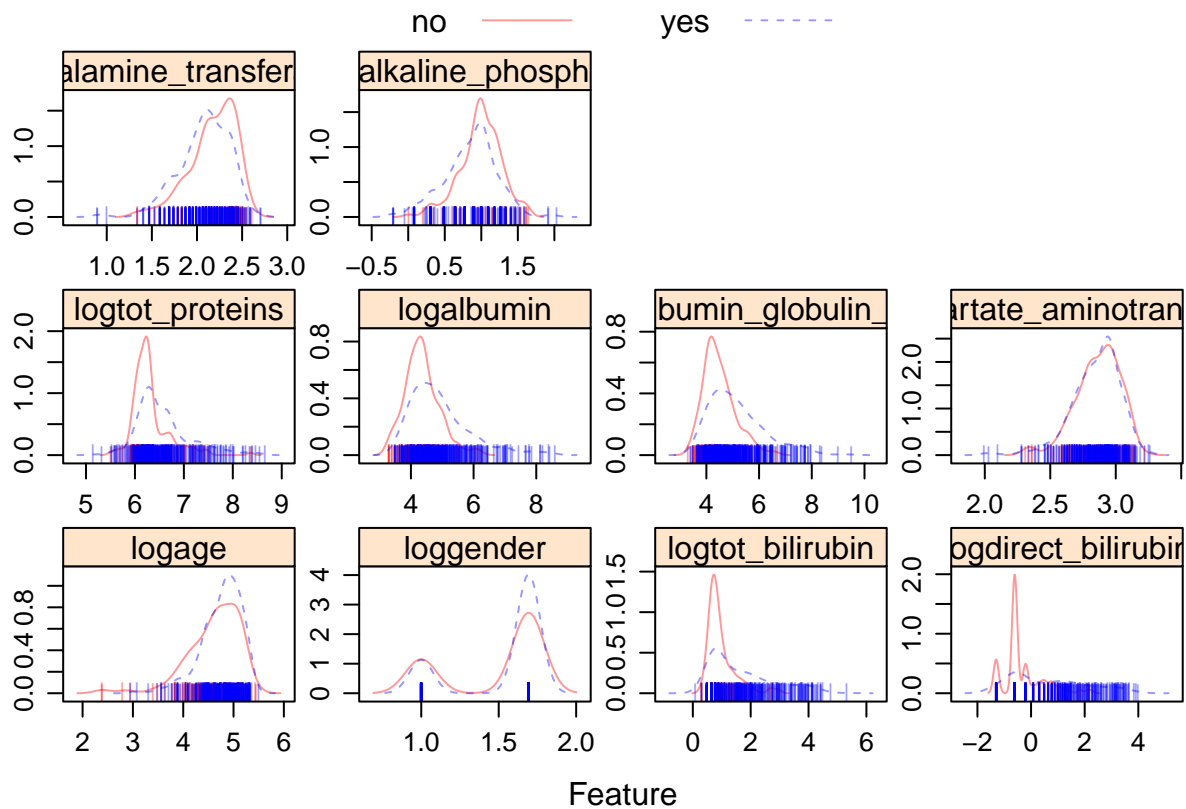 no yes
alamine_transfer
alkaline_phosph
0.0 1.0
0.0 1.0
1.0 1.5 2.0 2.5 3.0
−0.5 0.5 1.5
logtot_proteins
logalbumin
bumin_globulin_
artate_aminotran
0.0 1.0 2.0
0.0 0.4 0.8
0.0 0.4 0.8
0.0 1.0 2.0
5 6 7 8 9
4 6 8
4 6 8 10
2.0 2.5 3.0 3.5
logage
loggender
logtot_bilirubin
ogdirect_bilirubin
0.0 0.4 0.8
0 1 2 3 4
0.0 0.5 1.0 1.5
0.0 1.0 2.0
2 3 4 5 6
1.0 1.5 2.0
0 2 4 6
−2 0 2 4
Feature